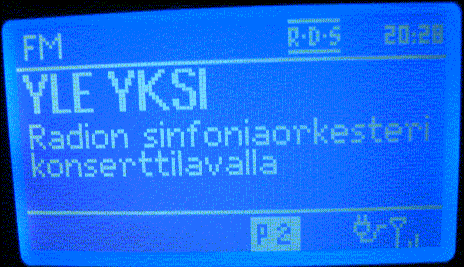 FM R·D·S 20:28
YLE YKSI
Radion sinfoniaorkesteri
konserttilavalla
P-2